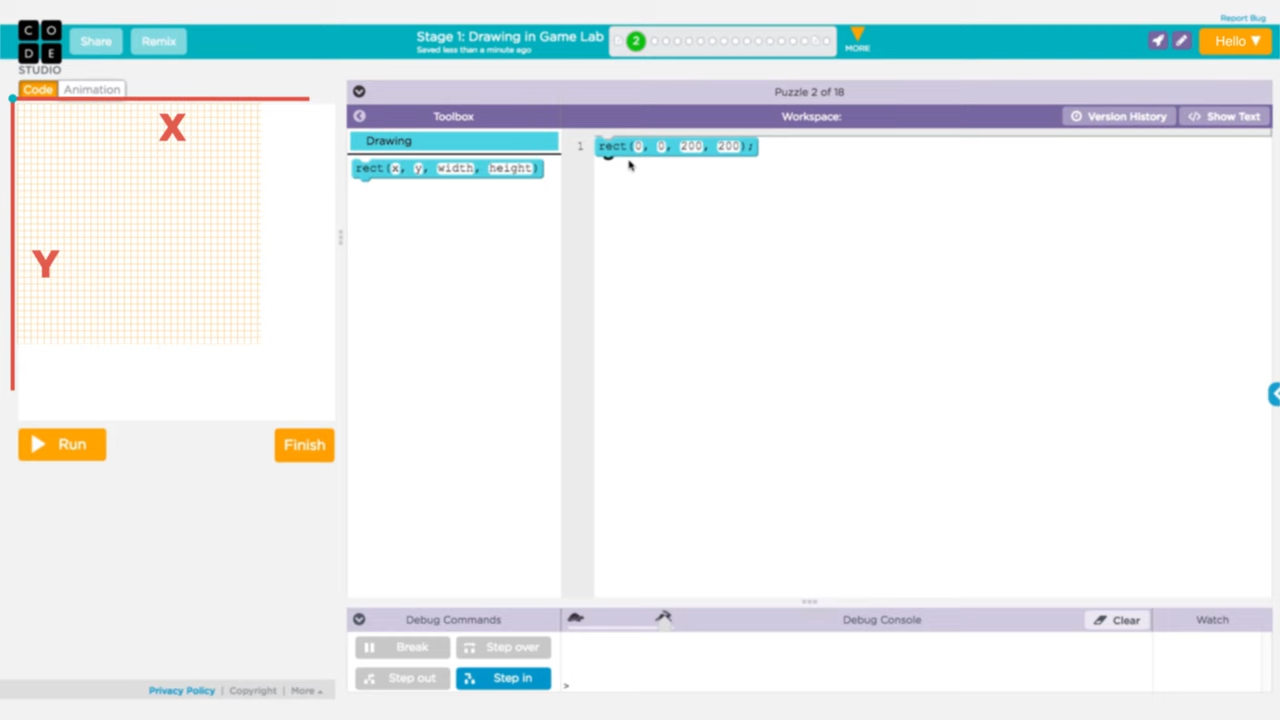 Report Bug
C O
D E
STUDIO
Share
Remix
Stage 1: Drawing in Game Lab
Saved less than a minute ago
2
MORE
Hello ▼
Code
Animation
X
Y
Run
Finish
Puzzle 2 of 18
Toolbox
Workspace:
Version History
</> Show Text
Drawing
rect(x, y, width, height)
1
rect(0, 0, 200, 200);
Debug Commands
Debug Console
Clear
Watch
Break
Step over
Step out
Step in
>
Privacy Policy | Copyright | More